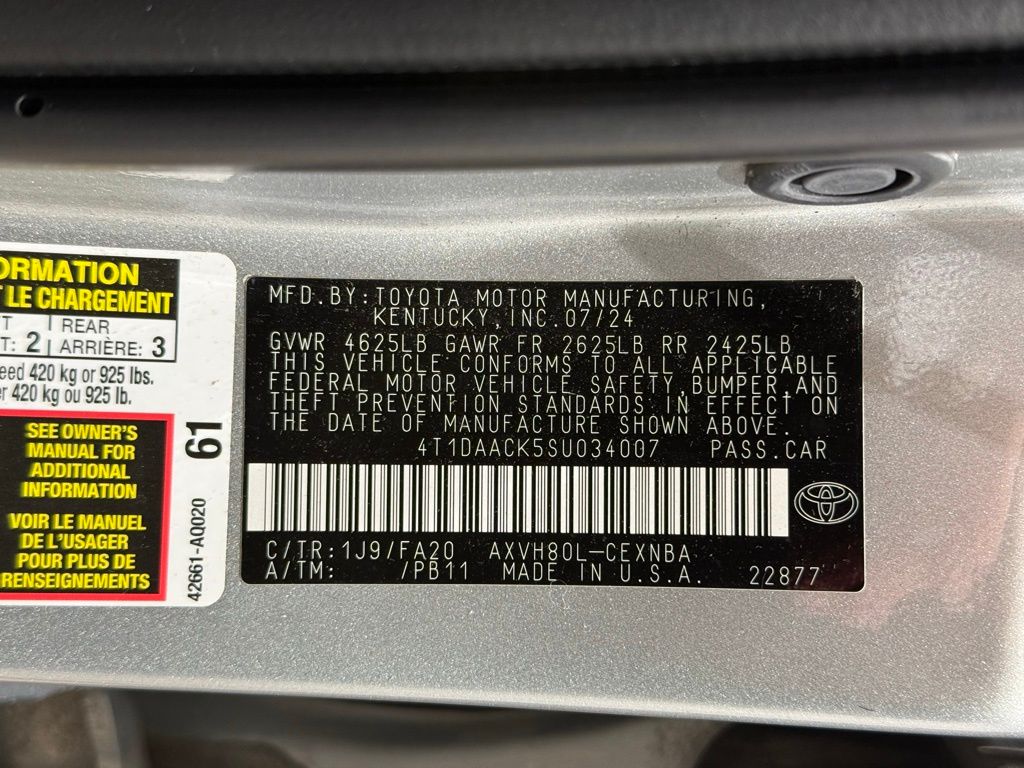 ORMATION
T LE CHARGEMENT
T REAR
T: 2 ARRIÈRE: 3
eed 420 kg or 925 lbs.
r 420 kg ou 925 lb.
SEE OWNER'S
MANUAL FOR
ADDITIONAL
INFORMATION
VOIR LE MANUEL
DE L'USAGER
POUR PLUS DE
RENSEIGNEMENTS
61
42661-AQ020
MFD.BY:TOYOTA MOTOR MANUFACTURING,
KENTUCKY,INC.07/24
GVWR 4625LB GAWR FR 2625LB RR 2425LB
THIS VEHICLE CONFORMS TO ALL APPLICABLE
FEDERAL MOTOR VEHICLE SAFETY,BUMPER,AND
THEFT PREVENTION STANDARDS IN EFFECT ON
THE DATE OF MANUFACTURE SHOWN ABOVE.
4T1DAACK5SU034007 PASS.CAR
C/TR:1J9/FA20 AXVH80L-CEXNBA
A/TM: /PB11 MADE IN U.S.A. 22877